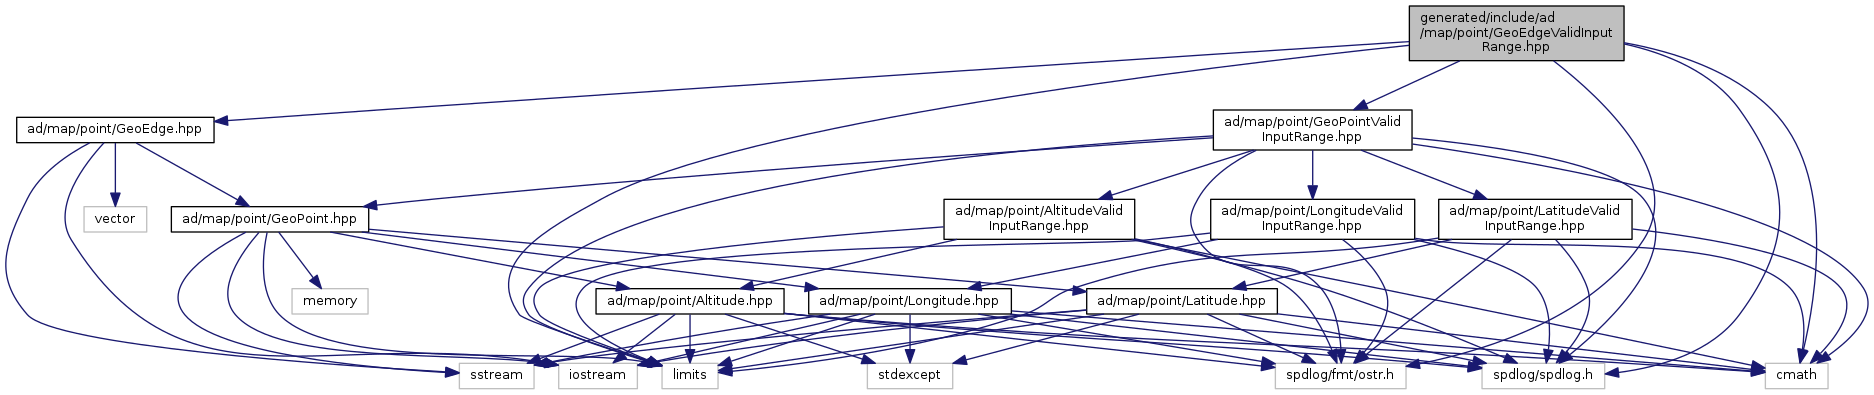 generated/include/ad
/map/point/GeoEdgeValidInput
Range.hpp
ad/map/point/GeoEdge.hpp
ad/map/point/GeoPointValid
InputRange.hpp
vector
ad/map/point/GeoPoint.hpp
ad/map/point/AltitudeValid
InputRange.hpp
ad/map/point/LongitudeValid
InputRange.hpp
ad/map/point/LatitudeValid
InputRange.hpp
memory
ad/map/point/Altitude.hpp
ad/map/point/Longitude.hpp
ad/map/point/Latitude.hpp
sstream
iostream
limits
stdexcept
spdlog/fmt/ostr.h
spdlog/spdlog.h
cmath